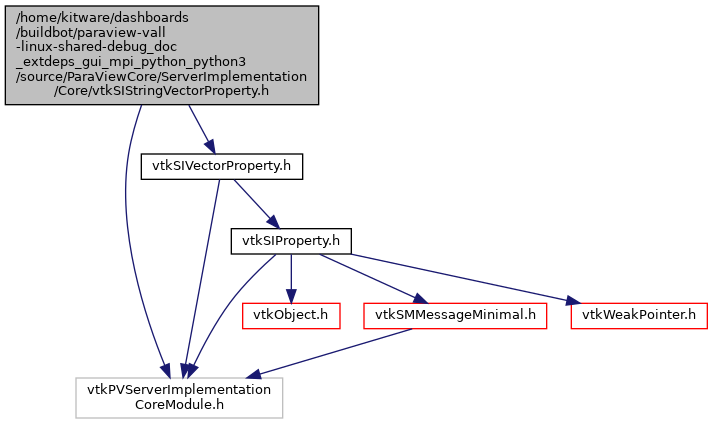 /home/kitware/dashboards
/buildbot/paraview-vall
-linux-shared-debug_doc
_extdeps_gui_mpi_python_python3
/source/ParaViewCore/ServerImplementation
/Core/vtkSIStringVectorProperty.h
vtkSIVectorProperty.h
vtkSIProperty.h
vtkObject.h
vtkSMMessageMinimal.h
vtkWeakPointer.h
vtkPVServerImplementation
CoreModule.h